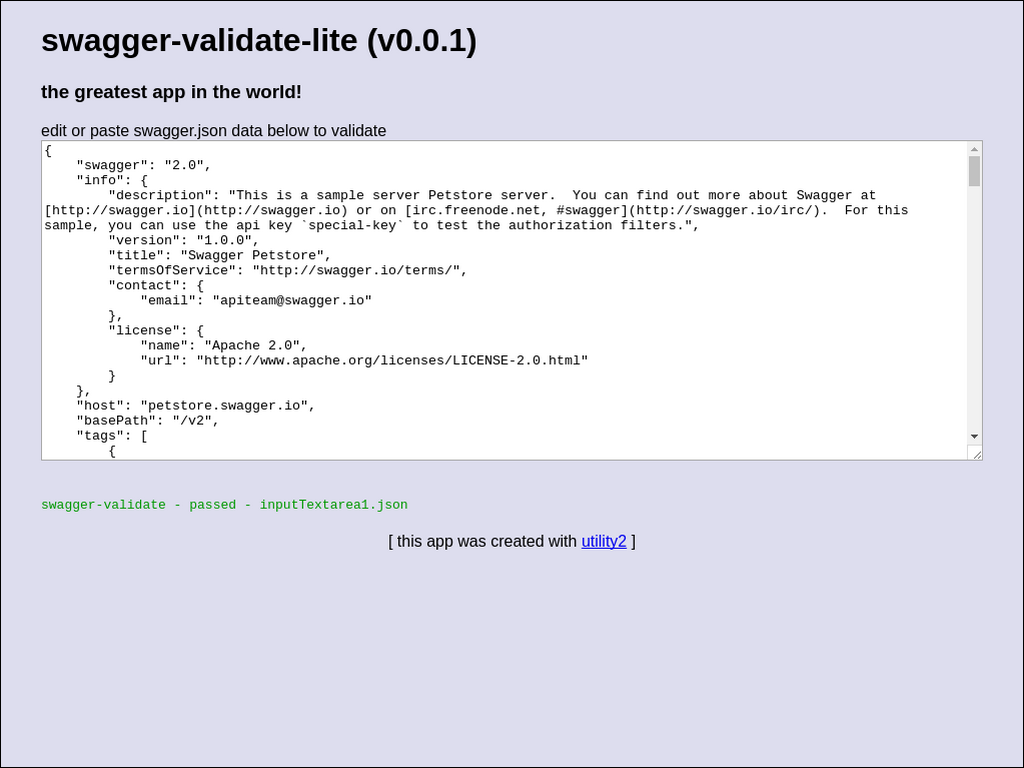 swagger-validate-lite (v0.0.1)
the greatest app in the world!
edit or paste swagger.json data below to validate
{
    "swagger": "2.0",
    "info": {
        "description": "This is a sample server Petstore server.  You can find out more about Swagger at
[http://swagger.io](http://swagger.io) or on [irc.freenode.net, #swagger](http://swagger.io/irc/).  For this
sample, you can use the api key `special-key` to test the authorization filters.",
        "version": "1.0.0",
        "title": "Swagger Petstore",
        "termsOfService": "http://swagger.io/terms/",
        "contact": {
            "email": "apiteam@swagger.io"
        },
        "license": {
            "name": "Apache 2.0",
            "url": "http://www.apache.org/licenses/LICENSE-2.0.html"
        }
    },
    "host": "petstore.swagger.io",
    "basePath": "/v2",
    "tags": [
        {
swagger-validate - passed - inputTextarea1.json
[ this app was created with utility2 ]